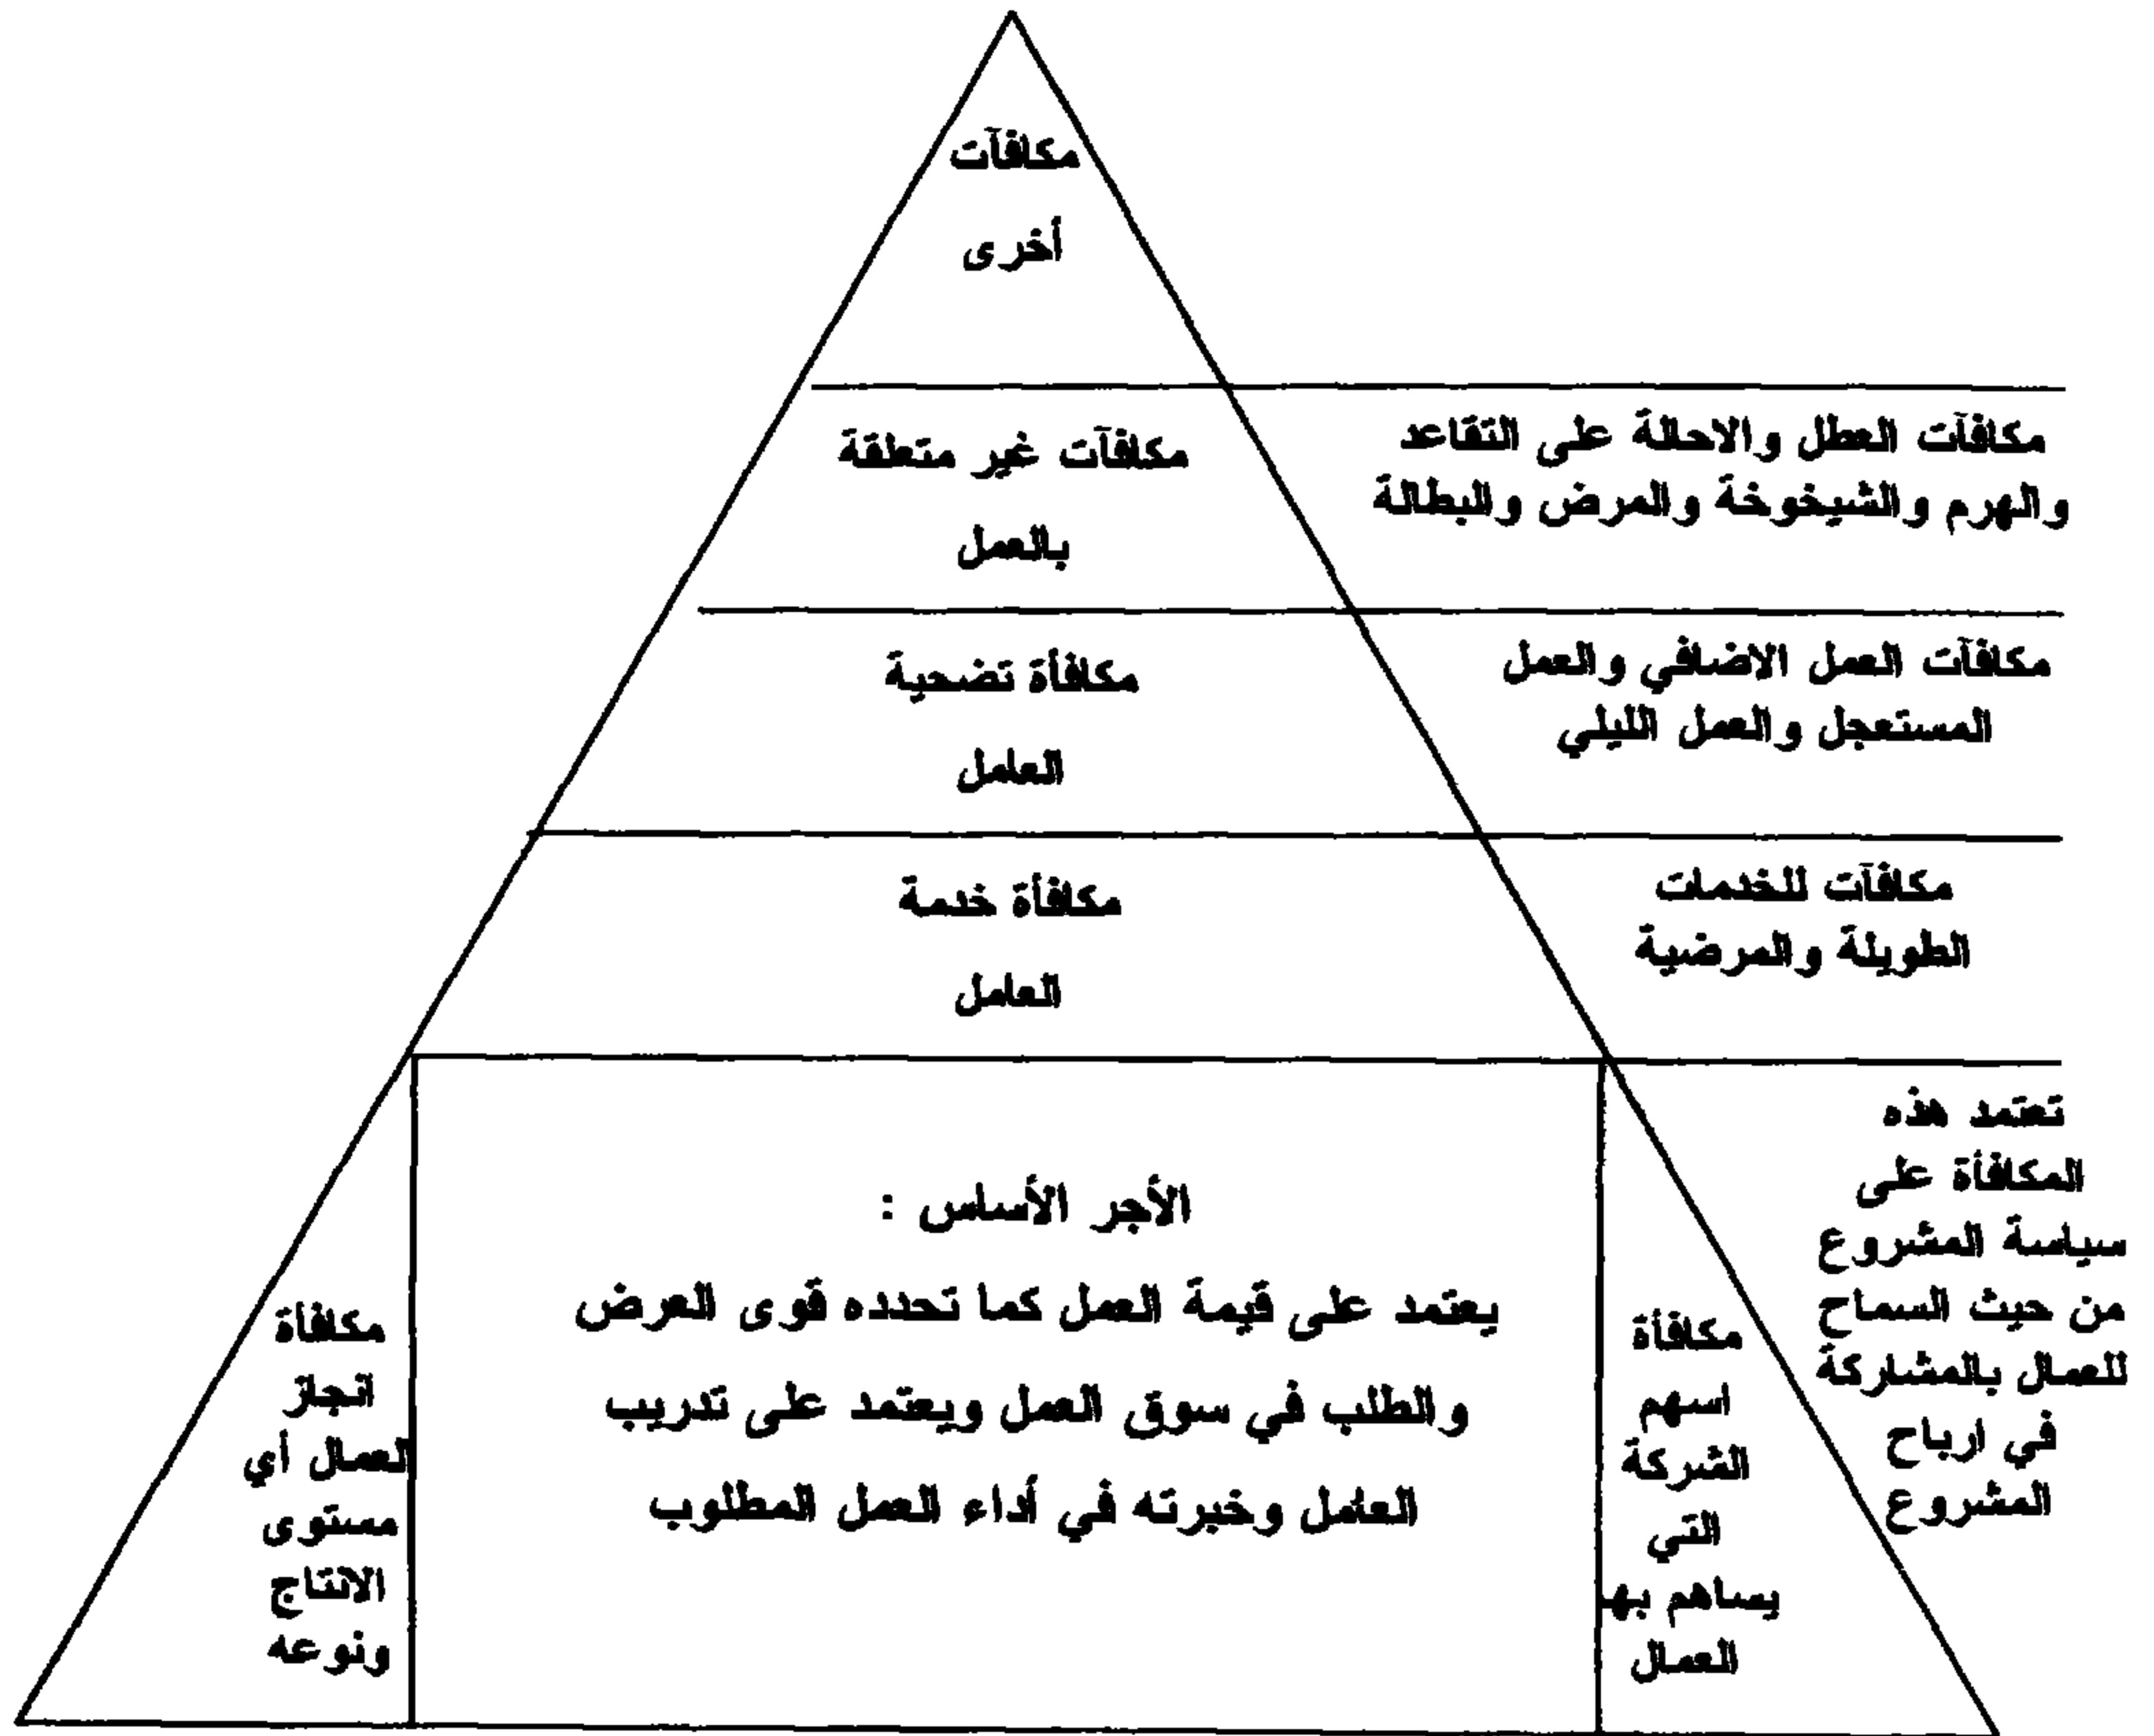 مكافآت
أخرى
مكافآت غير متعلقة
بالعمل
مكافآت العطل والاحالة على التقاعد
والهرم والشيخوخة والمرض والبطالة
مكافأة تضحية
العامل
مكافآت العمل الاضافي والعمل
المستعجل والعمل الليلي
مكافأة خدمة
العامل
مكافآت للخدمات
الطويلة والمرضية
تعتمد هذه
المكافأة على
سياسة المشروع
من حيث السماح
للعمال بالمشاركة
في ارباح
المشروع
مكافأة
اسهم
الشركة
التي
يساهم بها
العمال
الأجر الأساس :
يعتمد على قيمة العمل كما تحدده قوى العرض
والطلب في سوق العمل ويعتمد على تدريب
العامل وخبرته في أداء العمل المطلوب
مكافأة
انجاز
العمال أي
مستوى
الانتاج
ونوعه